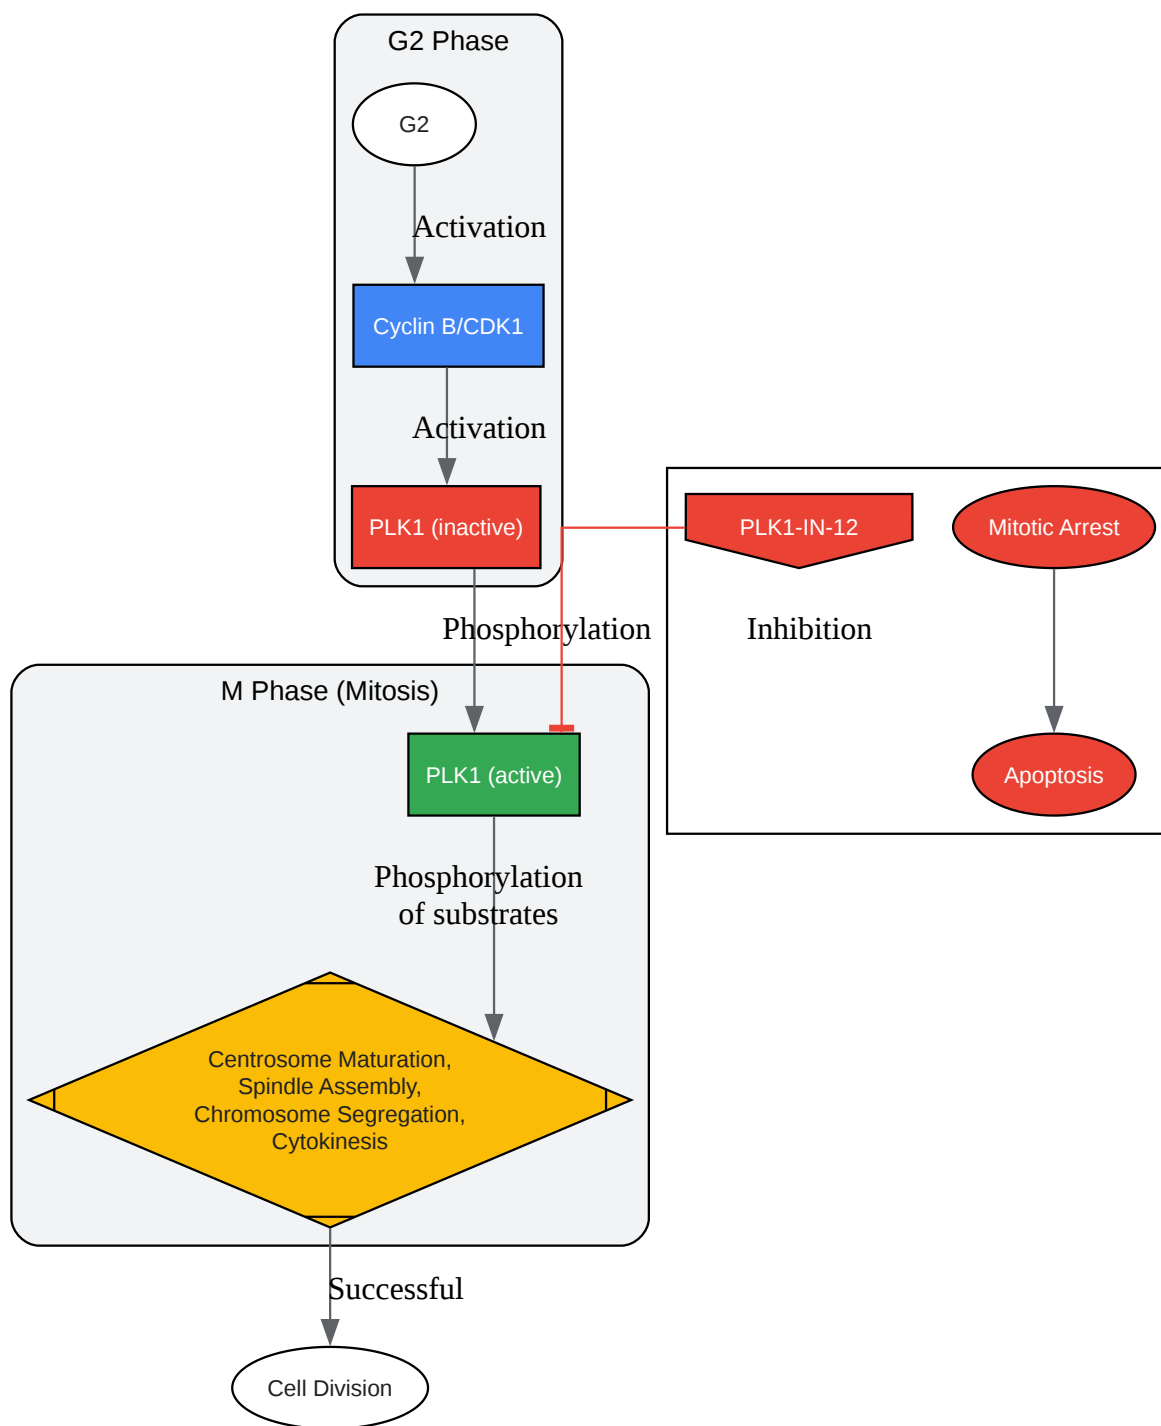 G2 Phase
G2
Activation
Cyclin B/CDK1
Activation
PLK1 (inactive)
PLK1-IN-12
Mitotic Arrest
Phosphorylation
Inhibition
M Phase (Mitosis)
PLK1 (active)
Apoptosis
Phosphorylation
of substrates
Centrosome Maturation,
Spindle Assembly,
Chromosome Segregation,
Cytokinesis
Successful
Cell Division